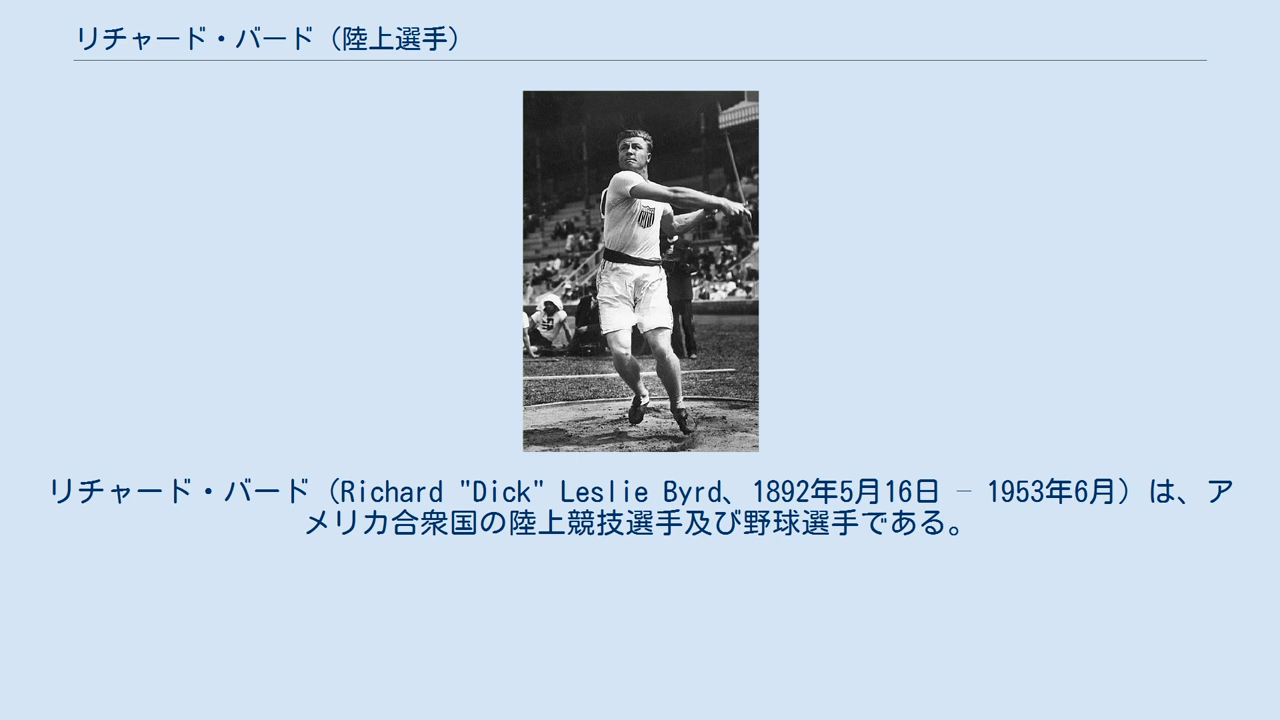 リチャード・バード（陸上選手）
リチャード・バード（Richard "Dick" Leslie Byrd、1892年5月16日 – 1953年6月）は、ア
メリカ合衆国の陸上競技選手及び野球選手である。